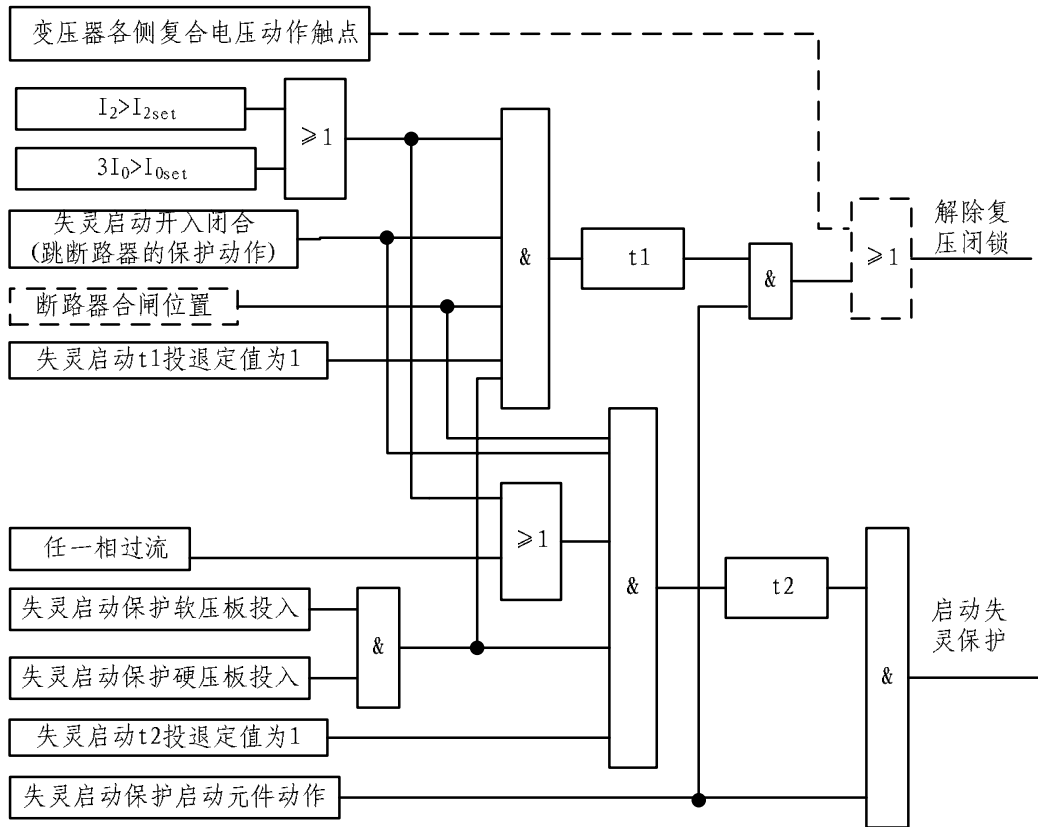 变压器各侧复合电压动作触点
I₂>I₂set
≥1
3I₀>I₀set
失灵启动开入闭合
(跳断路器的保护动作)
断路器合闸位置
失灵启动t1投退定值为1
&
t1
&
≥1
解除复
压闭锁
≥1
任一相过流
失灵启动保护软压板投入
&
失灵启动保护硬压板投入
失灵启动t2投退定值为1
失灵启动保护启动元件动作
&
t2
&
启动失
灵保护